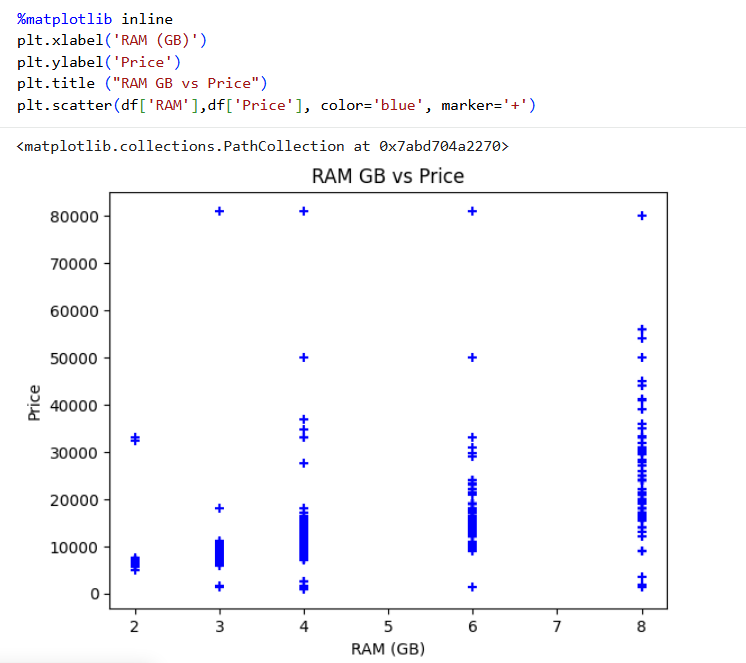 %matplotlib inline
plt.xlabel('RAM (GB)')
plt.ylabel('Price')
plt.title ("RAM GB vs Price")
plt.scatter(df['RAM'],df['Price'], color='blue', marker='+')
<matplotlib.collections.PathCollection at 0x7abd704a2270>
RAM GB vs Price
80000
70000
60000
50000
40000
30000
20000
10000
0
Price
2 3 4 5 6 7 8
RAM (GB)